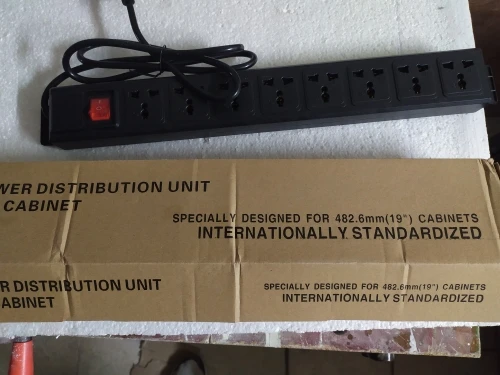 WER DISTRIBUTION UNIT
CABINET
SPECIALLY DESIGNED FOR 482.6mm(19") CABINETS
INTERNATIONALLY STANDARDIZED
R DISTRIBUTION UNIT
ABINET
SPECIALLY DESIGNED FOR 482.6mm(19") CABINETS
INTERNATIONALLY STANDARDIZED